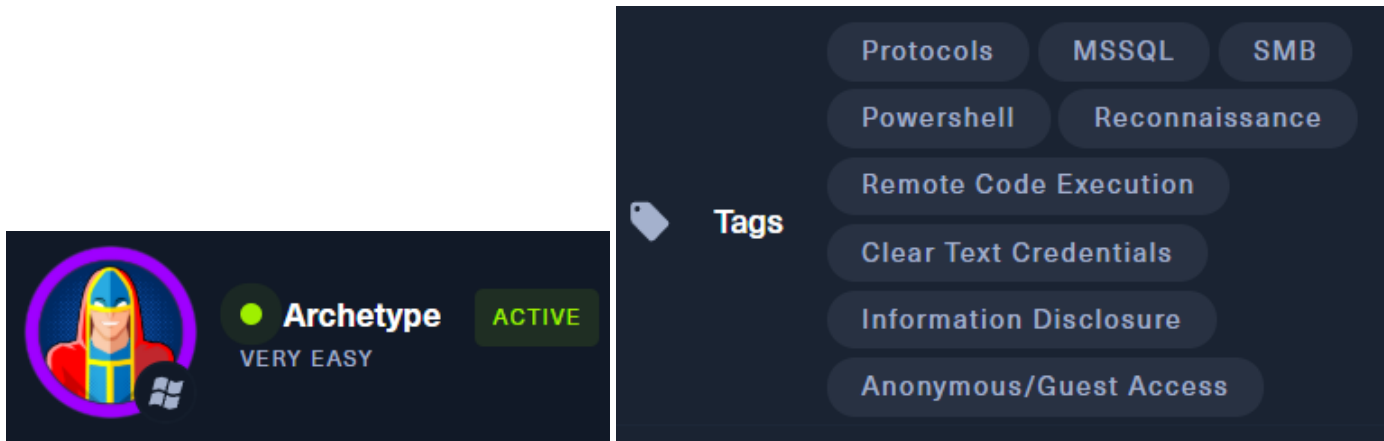 Archetype ACTIVE
VERY EASY
Tags
Protocols MSSQL SMB
Powershell Reconnaissance
Remote Code Execution
Clear Text Credentials
Information Disclosure
Anonymous/Guest Access